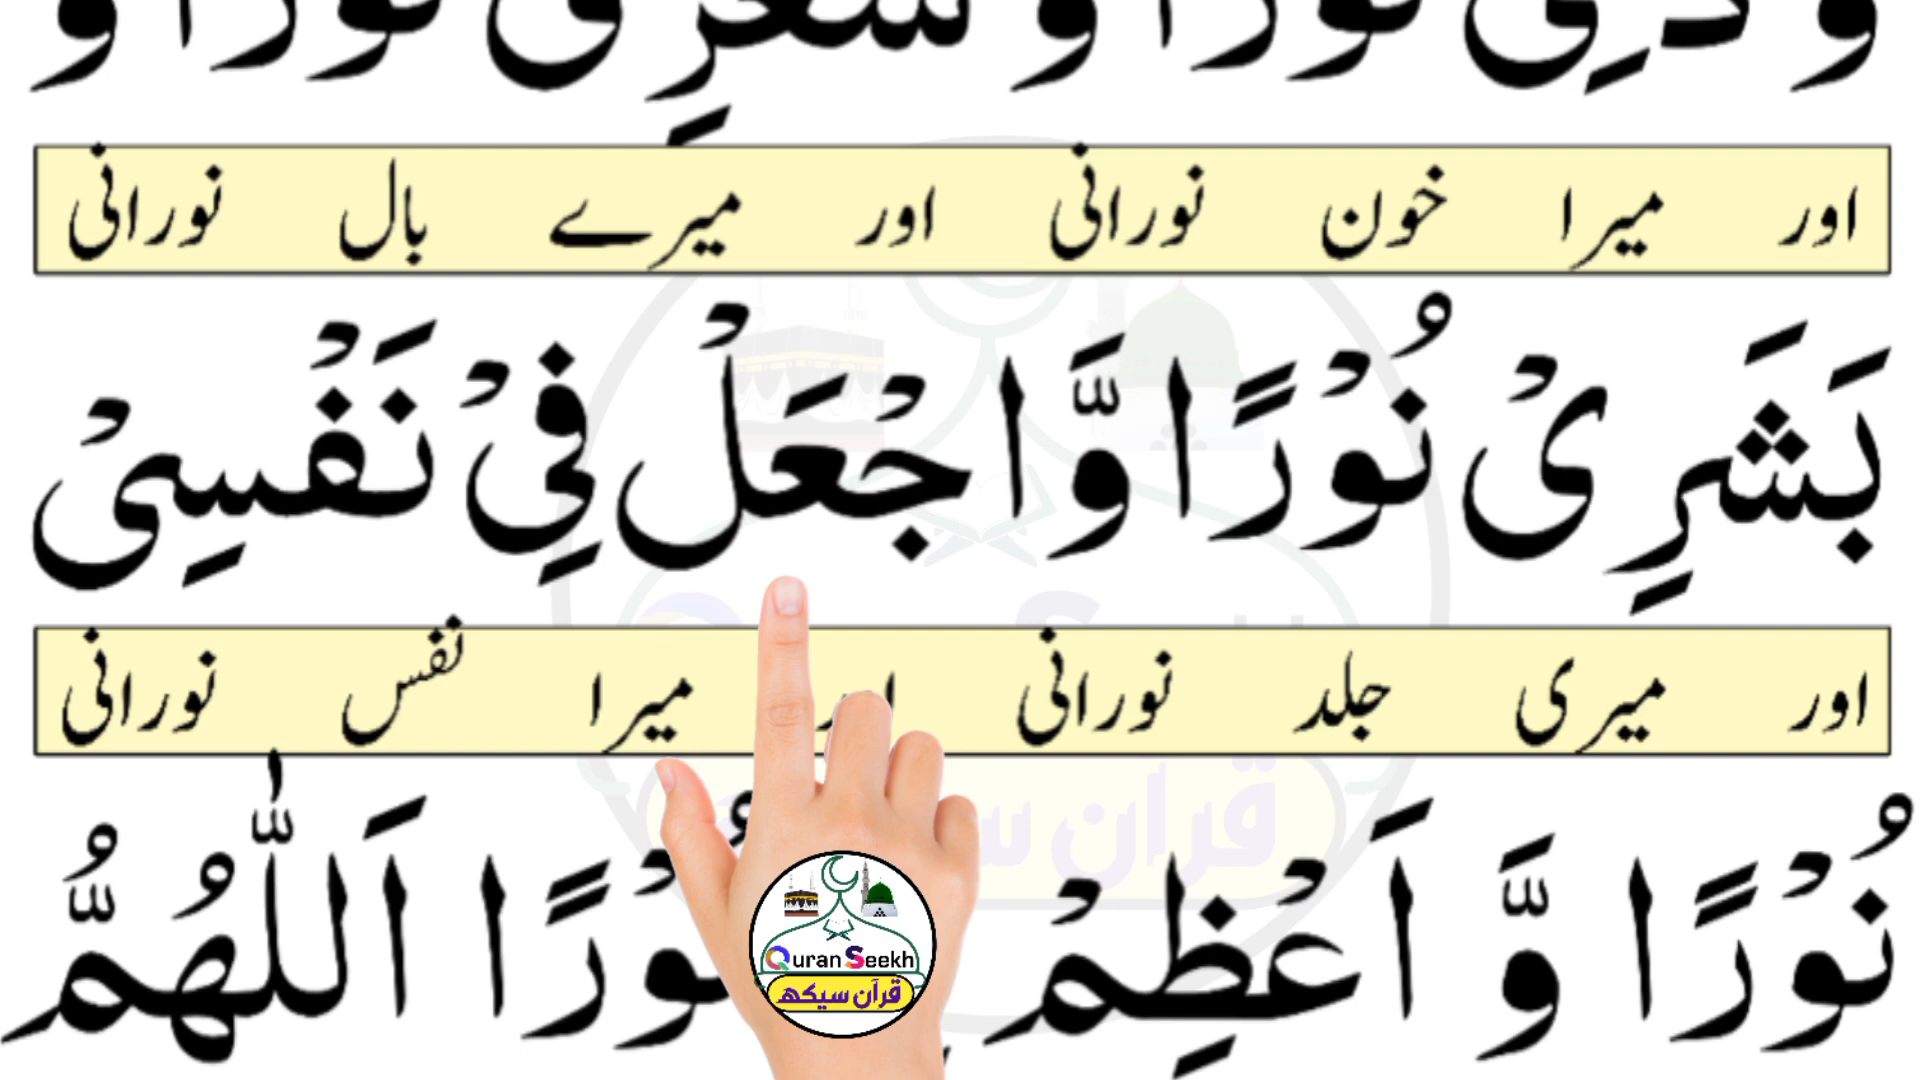 اور میرا خون نورانی اور میرے بال نورانی
بَشَرِیْ نُوْرًا وَّا جْعَلْ فِیْ نَفْسِیْ
اور میری جلد نورانی اور میرا نفس نورانی
نُوْرًا وَّ اَعْظِمْ نُوْرًا اَللّٰهُمَّ
Quran Seekh
قرآن سیکھ